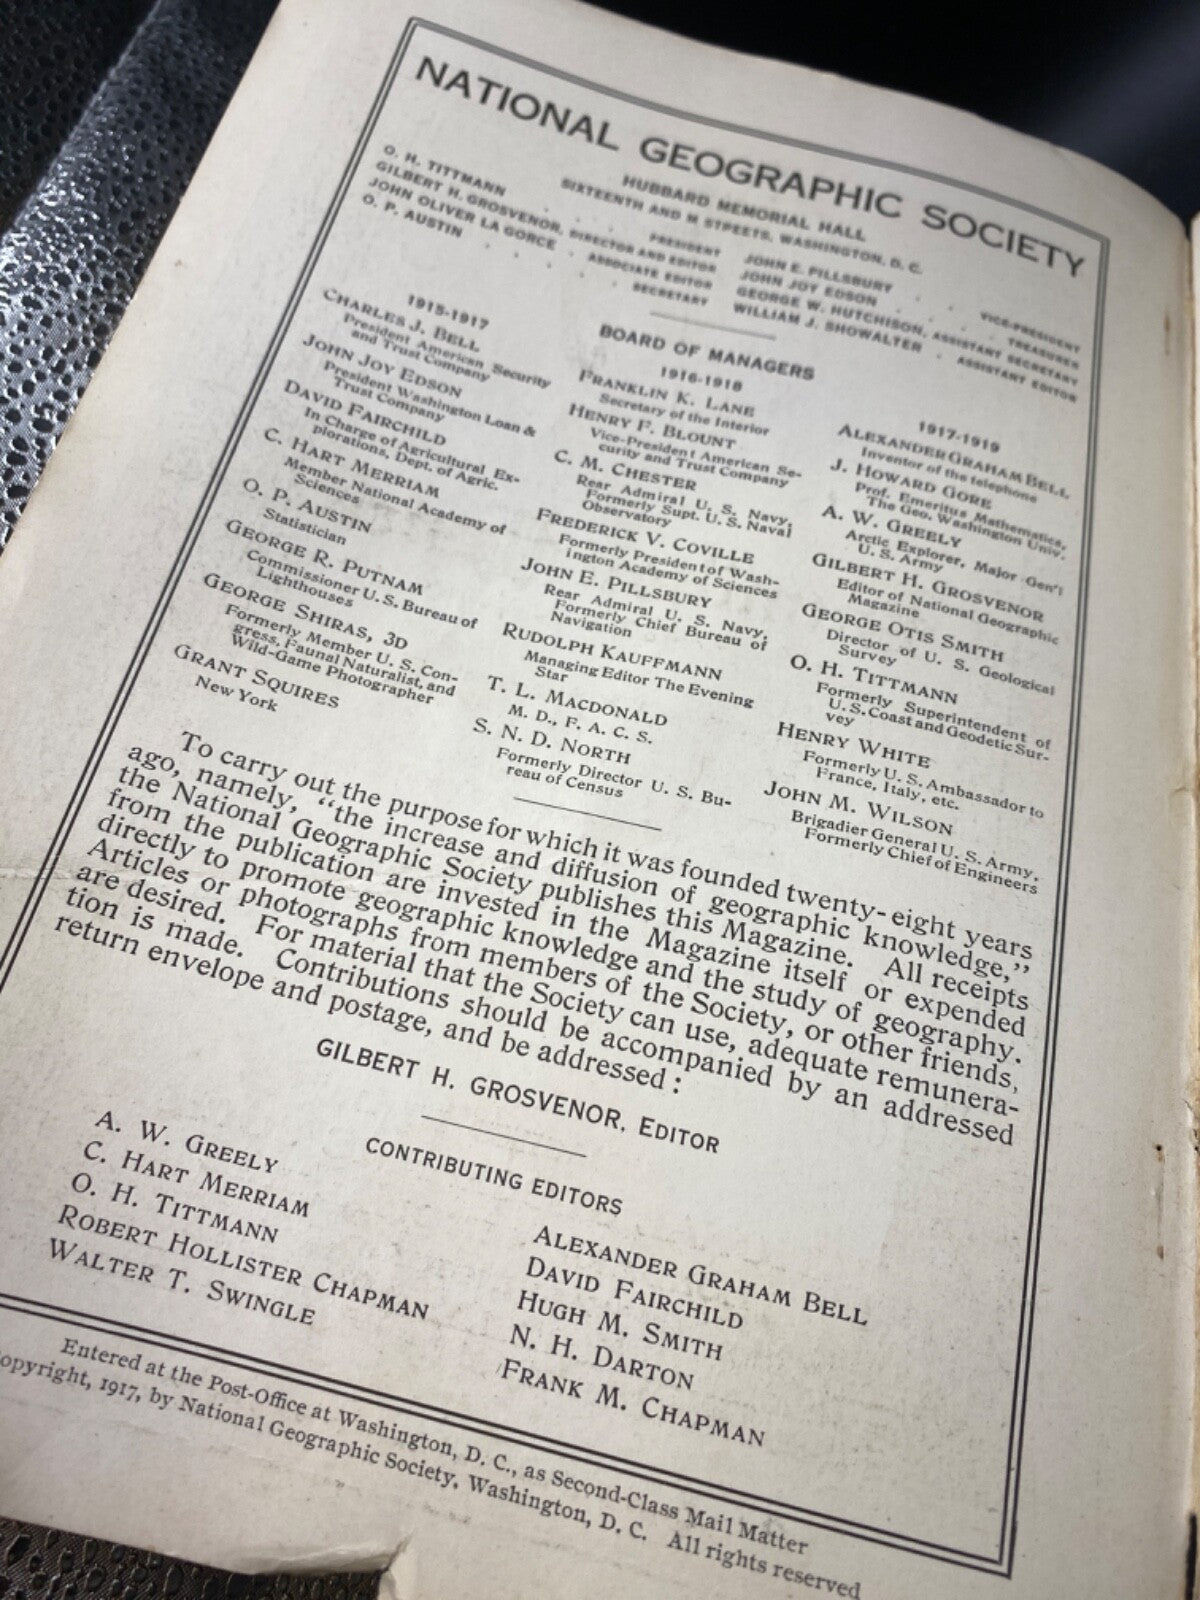 NATIONAL GEOGRAPHIC SOCIETY
HUBBARD MEMORIAL HALL
SIXTEENTH AND M STREETS, WASHINGTON, D. C.
O. H. TITTMANN . . . PRESIDENT
GILBERT H. GROSVENOR, DIRECTOR AND EDITOR
JOHN OLIVER LA GORCE . ASSOCIATE EDITOR
O. P. AUSTIN . . . . SECRETARY
JOHN E. PILLSBURY . . VICE-PRESIDENT
JOHN JOY EDSON . . . TREASURER
GEORGE W. HUTCHISON, ASSISTANT SECRETARY
WILLIAM J. SHOWALTER . ASSISTANT EDITOR
BOARD OF MANAGERS
1915-1917
CHARLES J. BELL
President American Security
and Trust Company
JOHN JOY EDSON
President Washington Loan &
Trust Company
DAVID FAIRCHILD
In Charge of Agricultural Ex-
plorations, Dept. of Agric.
C. HART MERRIAM
Member National Academy of
Sciences
O. P. AUSTIN
Statistician
GEORGE R. PUTNAM
Commissioner U. S. Bureau of
Lighthouses
GEORGE SHIRAS, 3D
Formerly Member U. S. Con-
gress, Faunal Naturalist, and
Wild-Game Photographer
GRANT SQUIRES
New York
1916-1918
FRANKLIN K. LANE
Secretary of the Interior
HENRY F. BLOUNT
Vice-President American Se-
curity and Trust Company
C. M. CHESTER
Rear Admiral U. S. Navy,
Formerly Supt. U. S. Naval
Observatory
FREDERICK V. COVILLE
Formerly President of Wash-
ington Academy of Sciences
JOHN E. PILLSBURY
Rear Admiral U. S. Navy,
Formerly Chief Bureau of
Navigation
RUDOLPH KAUFFMANN
Managing Editor The Evening
Star
T. L. MACDONALD
M. D., F. A. C. S.
S. N. D. NORTH
Formerly Director U. S. Bu-
reau of Census
1917-1919
ALEXANDER GRAHAM BELL
Inventor of the telephone
J. HOWARD GORE
Prof. Emeritus Mathematics,
The Geo. Washington Univ.
A. W. GREELY
Arctic Explorer, Major Gen'l
U. S. Army
GILBERT H. GROSVENOR
Editor of National Geographic
Magazine
GEORGE OTIS SMITH
Director of U. S. Geological
Survey
O. H. TITTMANN
Formerly Superintendent of
U. S. Coast and Geodetic Sur-
vey
HENRY WHITE
Formerly U. S. Ambassador to
France, Italy, etc.
JOHN M. WILSON
Brigadier General U. S. Army,
Formerly Chief of Engineers
To carry out the purpose for which it was founded twenty-eight years
ago, namely, "the increase and diffusion of geographic knowledge,"
the National Geographic Society publishes this Magazine. All receipts
from the publication are invested in the Magazine itself or expended
directly to promote geographic knowledge and the study of geography.
Articles or photographs from members of the Society, or other friends,
are desired. For material that the Society can use, adequate remunera-
tion is made. Contributions should be accompanied by an addressed
return envelope and postage, and be addressed:
GILBERT H. GROSVENOR, EDITOR
CONTRIBUTING EDITORS
A. W. GREELY
C. HART MERRIAM
O. H. TITTMANN
ROBERT HOLLISTER CHAPMAN
WALTER T. SWINGLE
ALEXANDER GRAHAM BELL
DAVID FAIRCHILD
HUGH M. SMITH
N. H. DARTON
FRANK M. CHAPMAN
Entered at the Post-Office at Washington, D. C., as Second-Class Mail Matter
opyright, 1917, by National Geographic Society, Washington, D. C. All rights reserved